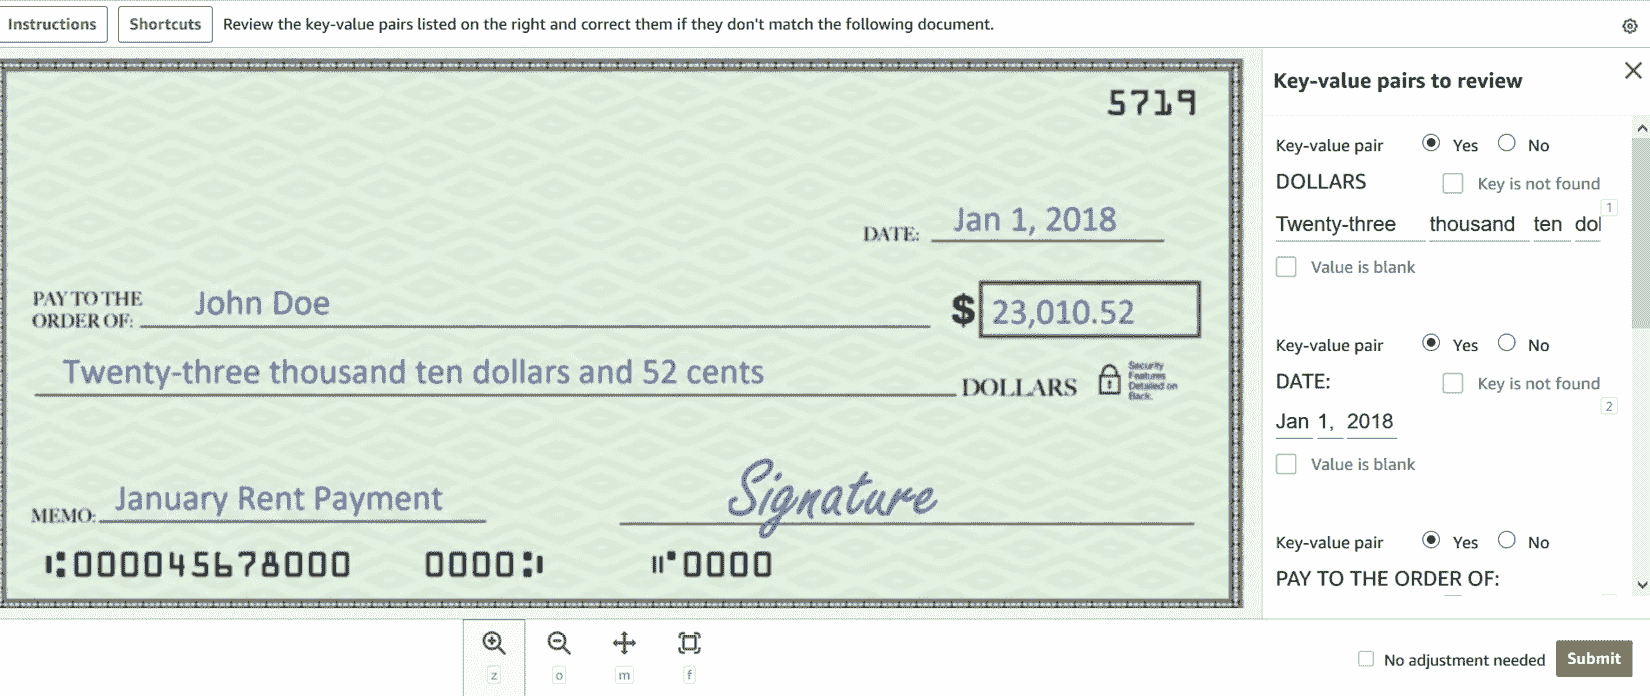 Instructions Shortcuts Review the key-value pairs listed on the right and correct them if they don't match the following document.
5719
DATE: Jan 1, 2018
PAY TO THE
ORDER OF: John Doe
$ 23,010.52
Twenty-three thousand ten dollars and 52 cents DOLLARS
Security
Features
Detailed on
Back.
MEMO: January Rent Payment
Signature
000045678000 0000 0000
Key-value pairs to review
Key-value pair Yes No
DOLLARS Key is not found
1
Twenty-three thousand ten dol
Value is blank
Key-value pair Yes No
DATE: Key is not found
2
Jan 1, 2018
Value is blank
Key-value pair Yes No
PAY TO THE ORDER OF:
z o m f
No adjustment needed Submit